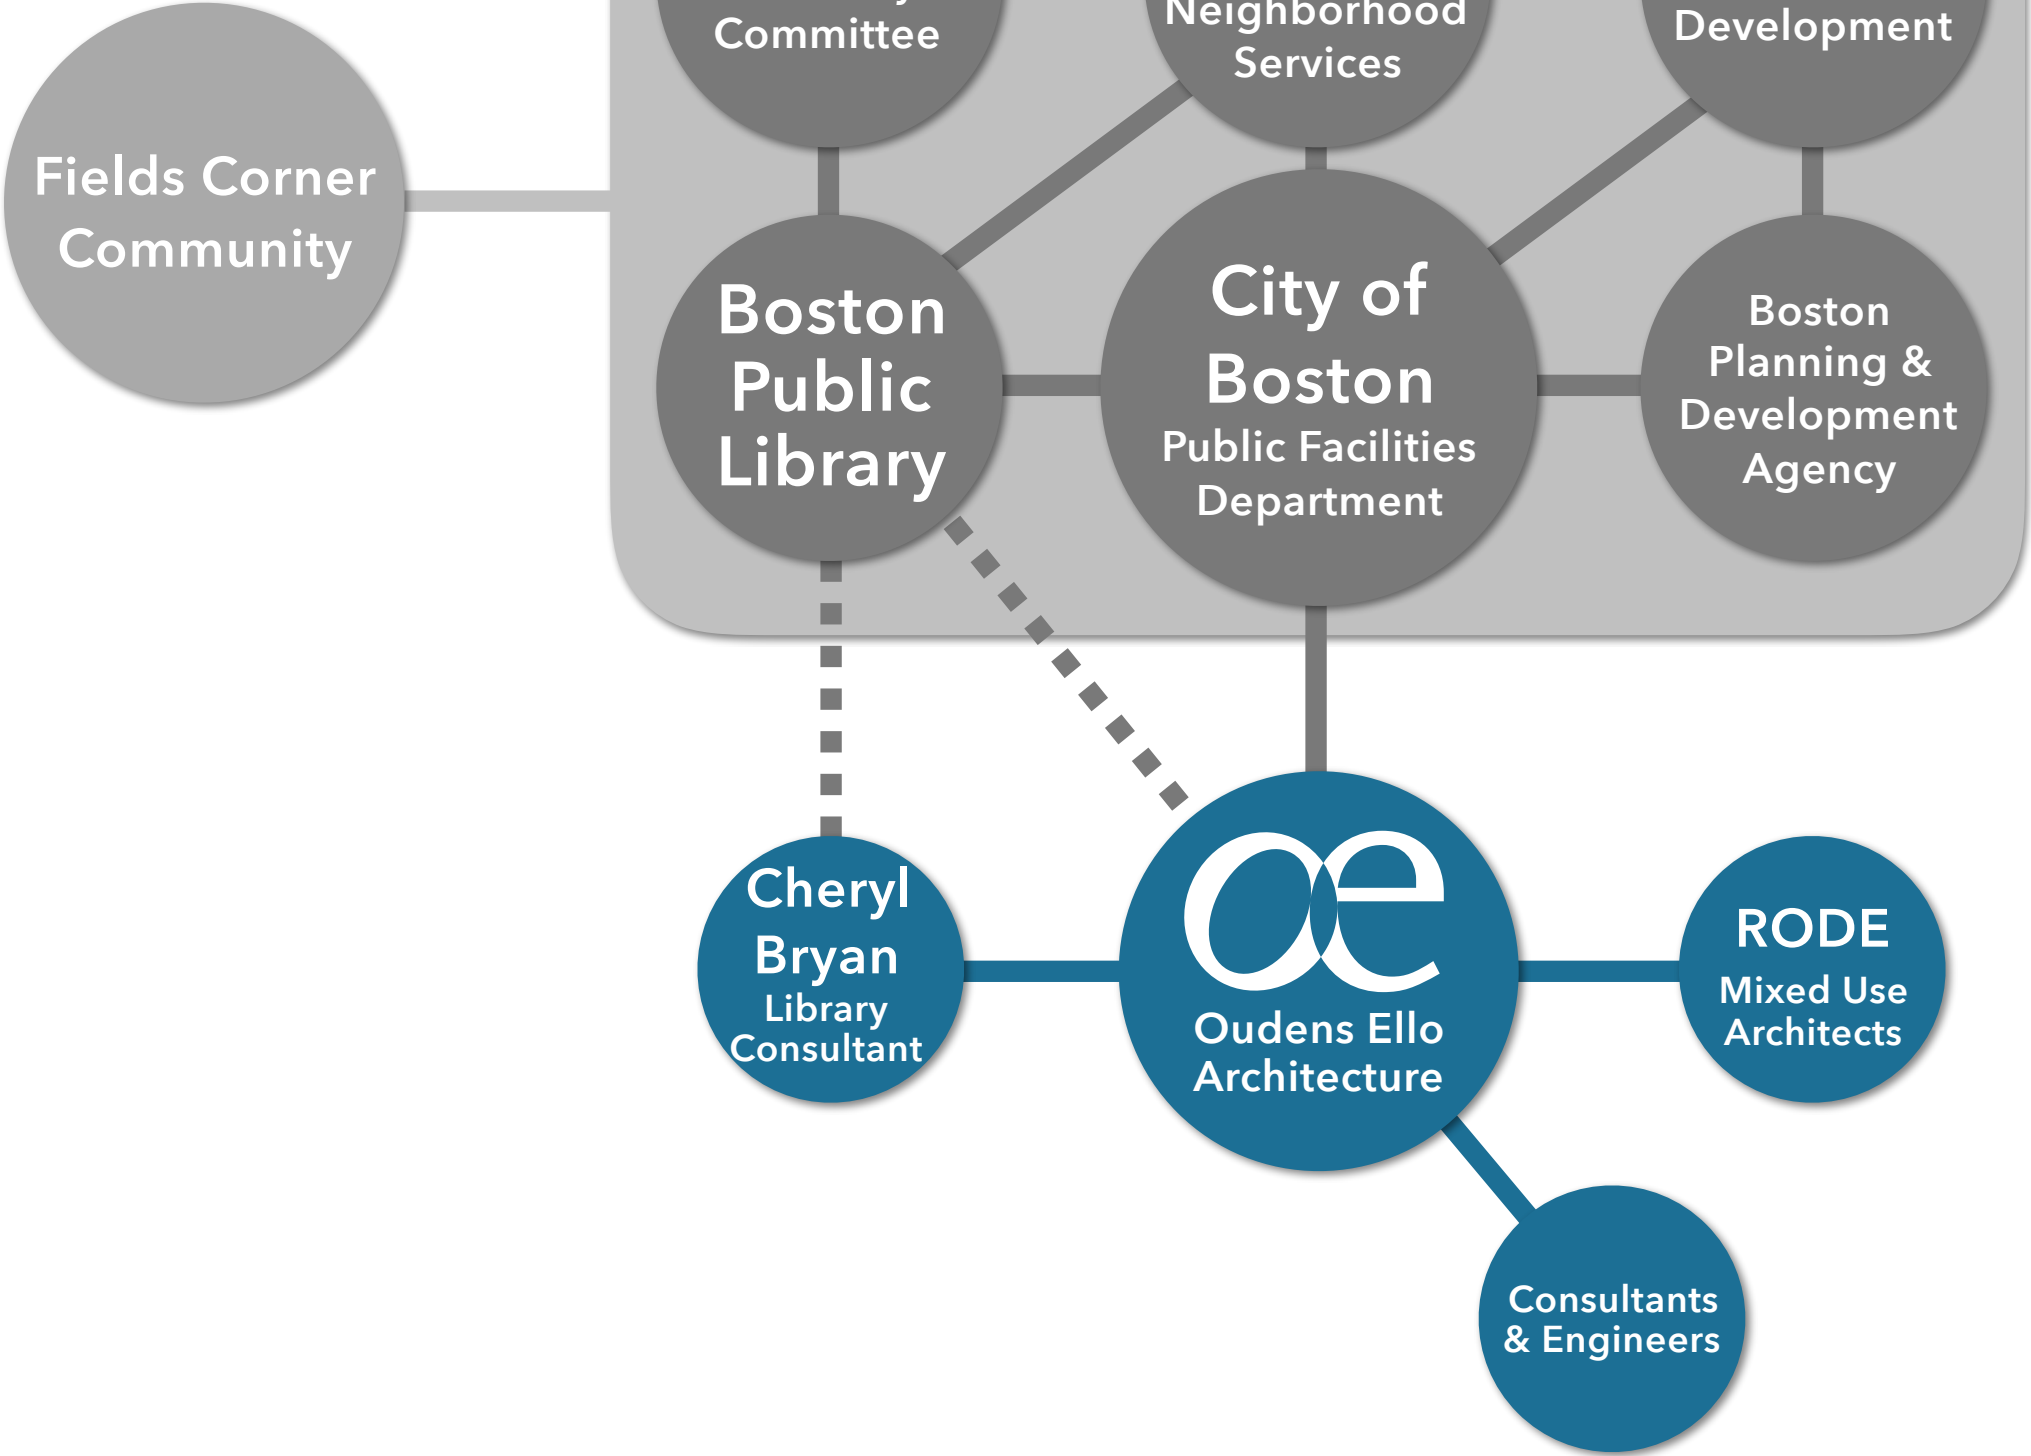 Committee
Neighborhood
Services
Development
Fields Corner
Community
Boston
Public
Library
City of
Boston
Public Facilities
Department
Boston
Planning &
Development
Agency
Cheryl
Bryan
Library
Consultant
œ
Oudens Ello
Architecture
RODE
Mixed Use
Architects
Consultants
& Engineers